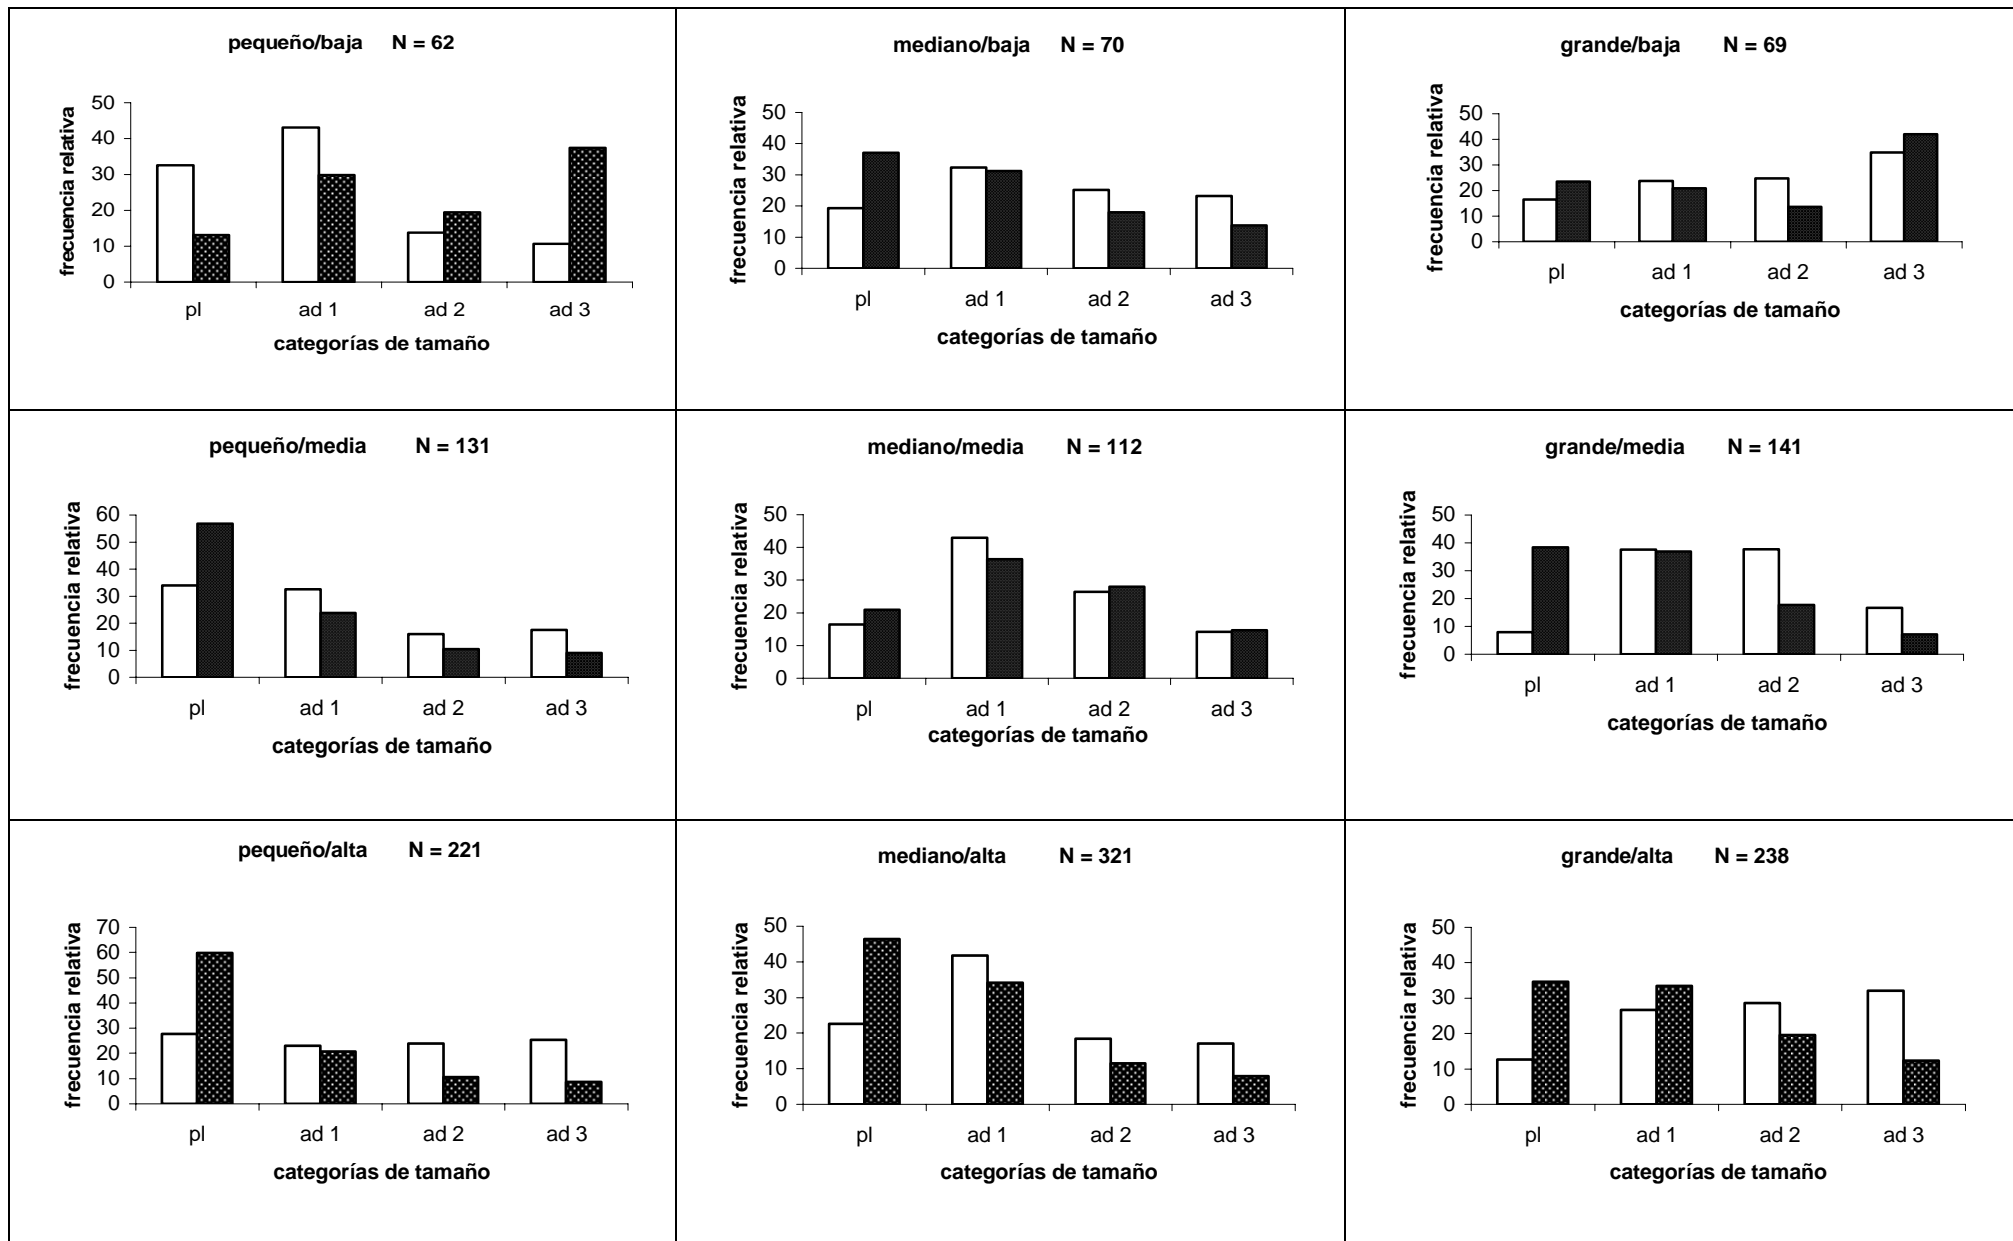 pequeño/baja N = 62
frecuencia relativa
50
40
30
20
10
0
pl ad 1 ad 2 ad 3
categorías de tamaño
mediano/baja N = 70
frecuencia relativa
50
40
30
20
10
0
pl ad 1 ad 2 ad 3
categorías de tamaño
grande/baja N = 69
frecuencia relativa
50
40
30
20
10
0
pl ad 1 ad 2 ad 3
categorías de tamaño
pequeño/media N = 131
frecuencia relativa
60
50
40
30
20
10
0
pl ad 1 ad 2 ad 3
categorías de tamaño
mediano/media N = 112
frecuencia relativa
50
40
30
20
10
0
pl ad 1 ad 2 ad 3
categorías de tamaño
grande/media N = 141
frecuencia relativa
50
40
30
20
10
0
pl ad 1 ad 2 ad 3
categorías de tamaño
pequeño/alta N = 221
frecuencia relativa
70
60
50
40
30
20
10
0
pl ad 1 ad 2 ad 3
categorías de tamaño
mediano/alta N = 321
frecuencia relativa
50
40
30
20
10
0
pl ad 1 ad 2 ad 3
categorías de tamaño
grande/alta N = 238
frecuencia relativa
50
40
30
20
10
0
pl ad 1 ad 2 ad 3
categorías de tamaño